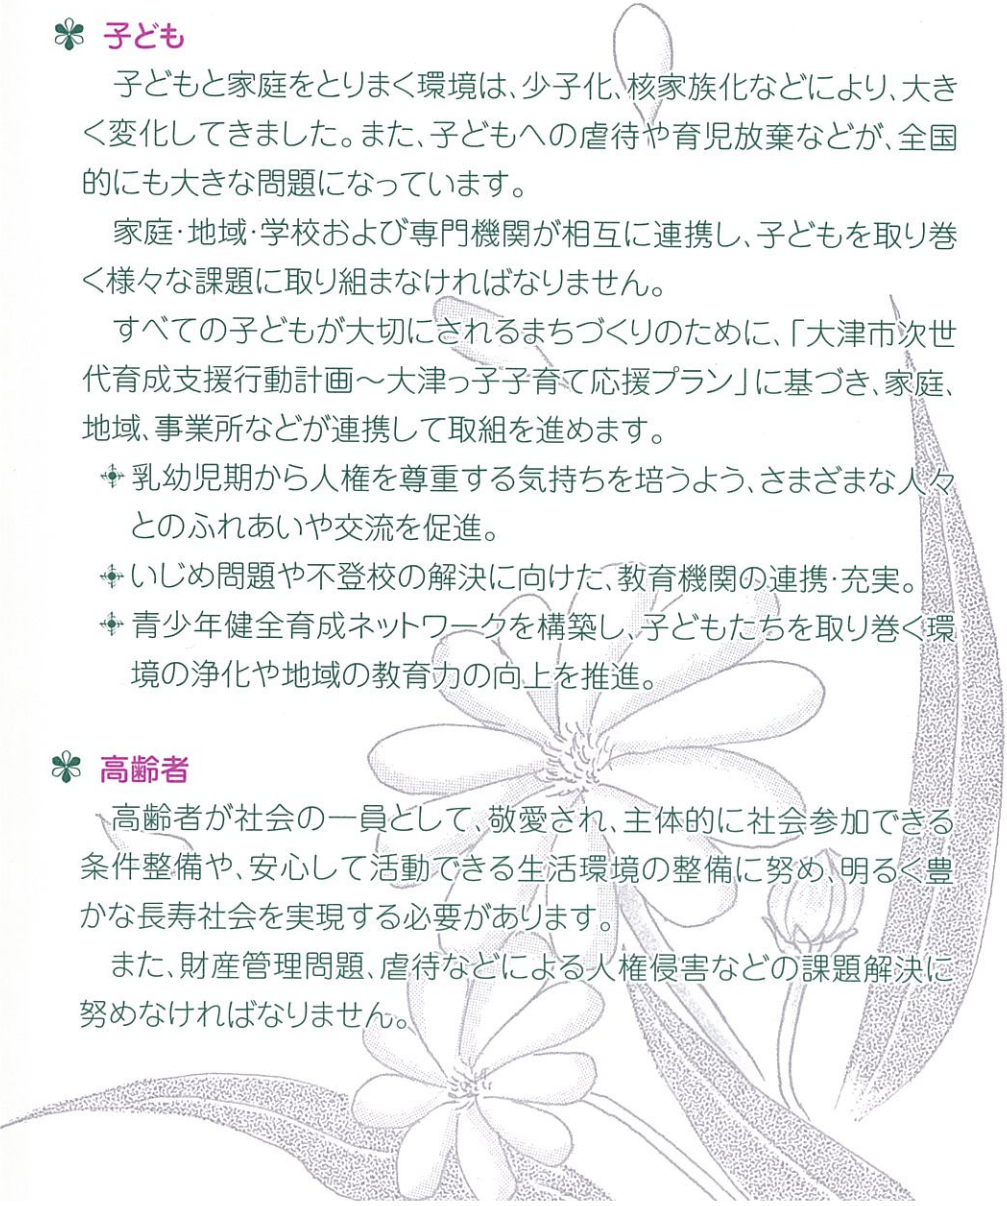 子ども
子どもと家庭をとりまく環境は、少子化、核家族化などにより、大き
く変化してきました。また、子どもへの虐待や育児放棄などが、全国
的にも大きな問題になっています。
家庭・地域・学校および専門機関が相互に連携し、子どもを取り巻
く様々な課題に取り組まなければなりません。
すべての子どもが大切にされるまちづくりのために、「大津市次世
代育成支援行動計画〜大津っ子子育て応援プラン」に基づき、家庭、
地域、事業所などが連携して取組を進めます。
乳幼児期から人権を尊重する気持ちを培うよう、さまざまな人々
とのふれあいや交流を促進。
いじめ問題や不登校の解決に向けた、教育機関の連携・充実。
青少年健全育成ネットワークを構築し、子どもたちを取り巻く環
境の浄化や地域の教育力の向上を推進。
高齢者
高齢者が社会の一員として、敬愛され、主体的に社会参加できる
条件整備や、安心して活動できる生活環境の整備に努め、明るく豊
かな長寿社会を実現する必要があります。
また、財産管理問題、虐待などによる人権侵害などの課題解決に
努めなければなりません。